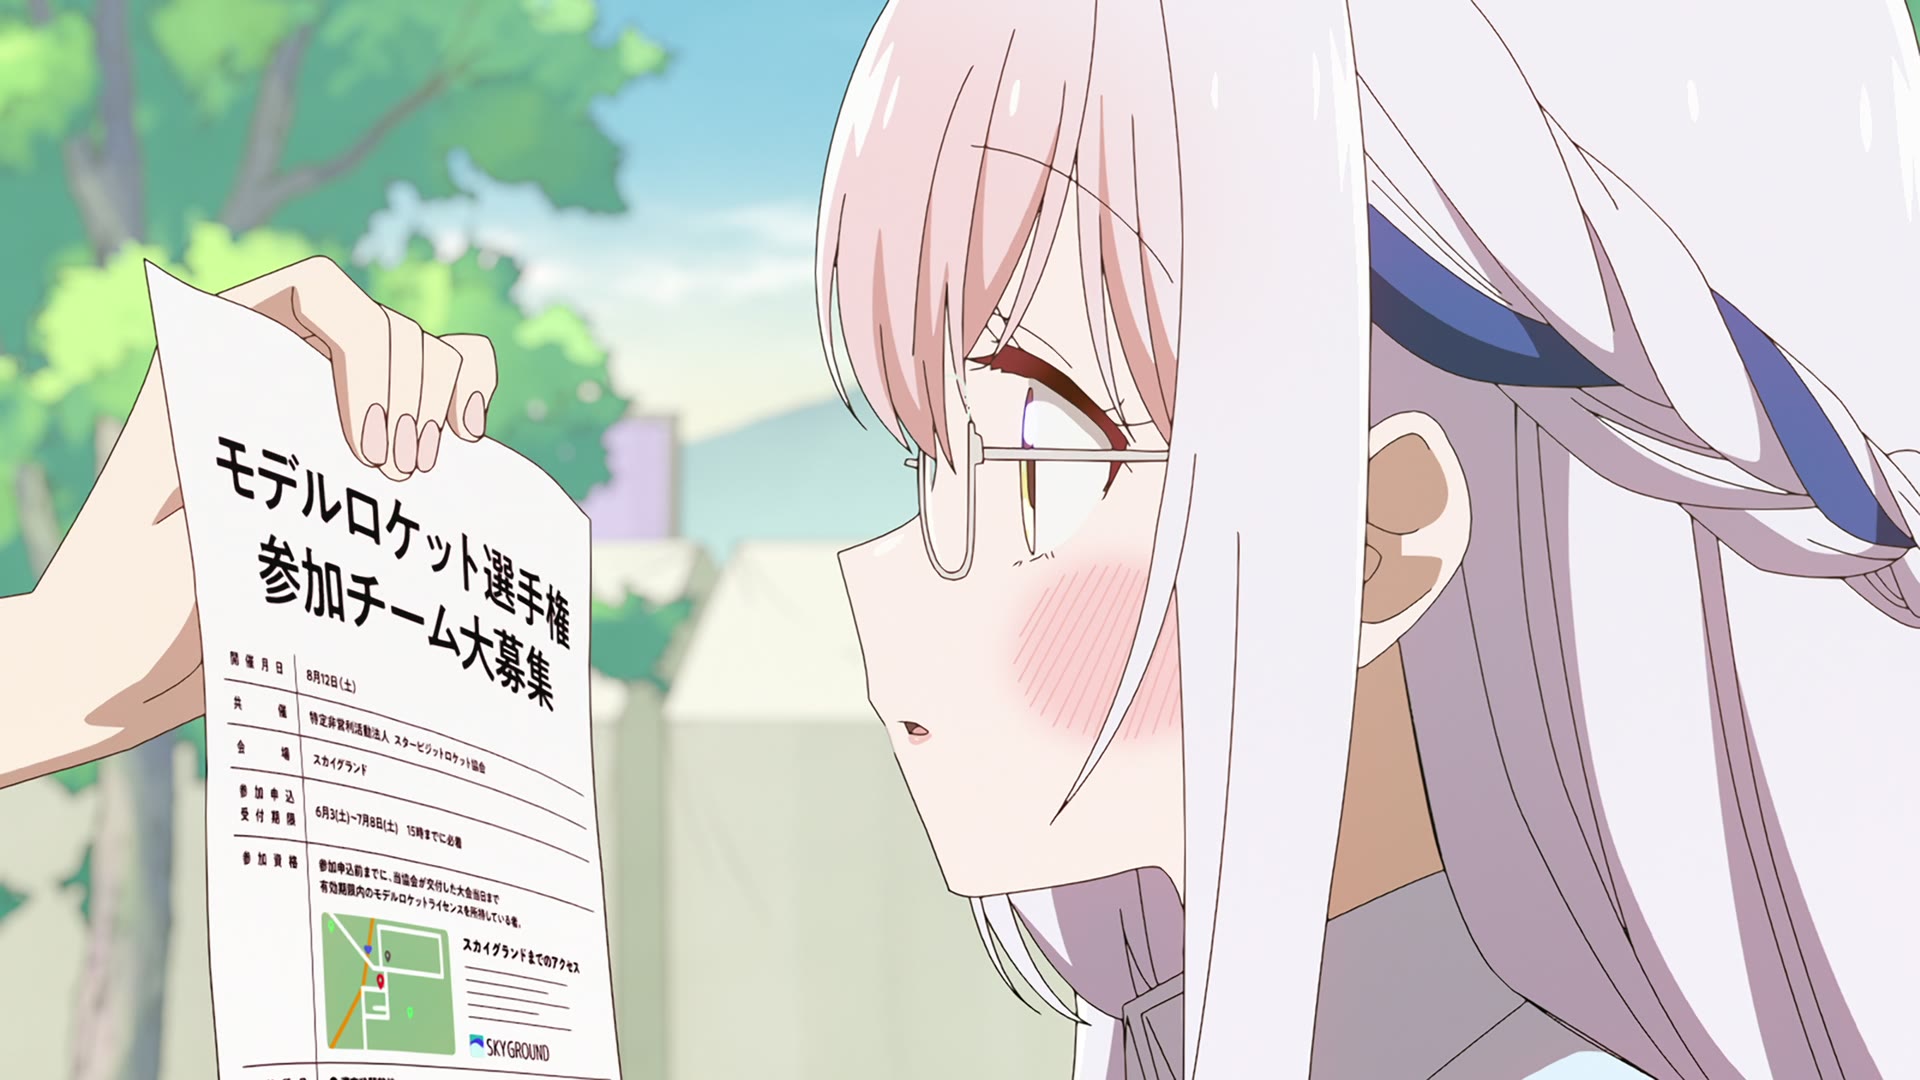 モデルロケット選手権
参加チーム大募集
開催月日 8月12日(土)
共催 特定非営利活動法人 スタービジットロケット協会
会場 スカイグランド
参加申込
受付期限 6月3(土)~7月8日(土) 15時までに必着
参加資格 参加申込前までに、当協会が交付した大会当日まで
有効期限内のモデルロケットライセンスを所持している者。
スカイグランドまでのアクセス
SKYGROUND